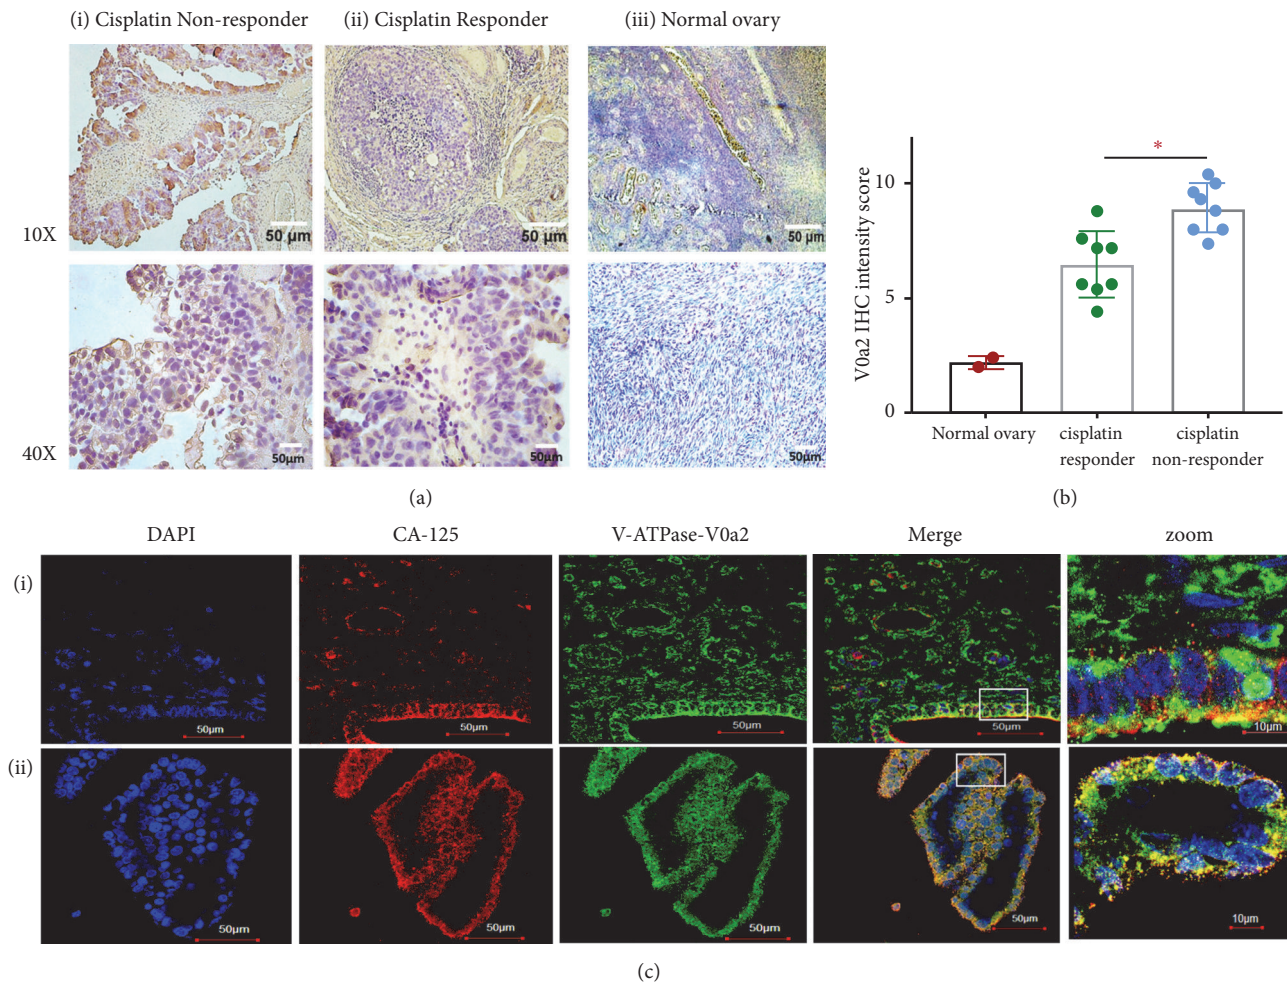 (i) Cisplatin Non-responder
(ii) Cisplatin Responder
(iii) Normal ovary
10X
50 µm
50 µm
50 µm
40X
50µm
50µm
50µm
(a)
V0a2 IHC intensity score
10
5
0
*
Normal ovary
cisplatin
responder
cisplatin
non-responder
(b)
DAPI
CA-125
V-ATPase-V0a2
Merge
zoom
(i)
50µm
50µm
50µm
50µm
10µm
(ii)
50µm
50µm
50µm
50µm
10µm
(c)